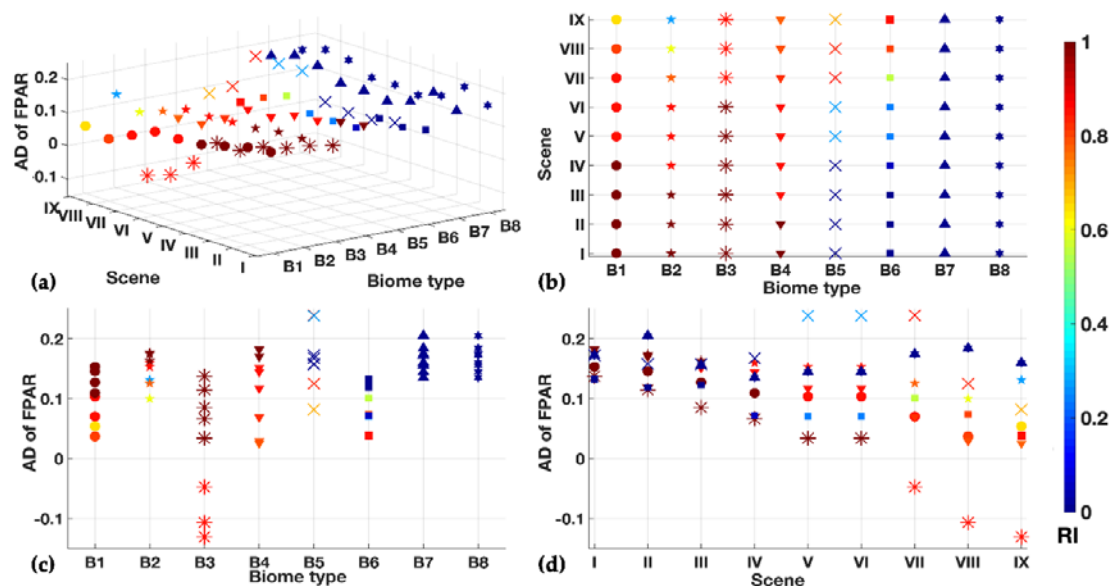 0.2
0.1
0
-0.1
AD of FPAR
IX
VIII
VII
VI
V
IV
III
II
I
B1
B2
B3
B4
B5
B6
B7
B8
Scene
Biome type
(a)
IX
VIII
VII
VI
V
IV
III
II
I
Scene
B1 B2 B3 B4 B5 B6 B7 B8
Biome type
(b)
0.2
0.1
0
-0.1
AD of FPAR
B1 B2 B3 B4 B5 B6 B7 B8
Biome type
(c)
0.2
0.1
0
-0.1
AD of FPAR
I II III IV V VI VII VIII IX
Scene
(d)
1
0.8
0.6
0.4
0.2
0
RI